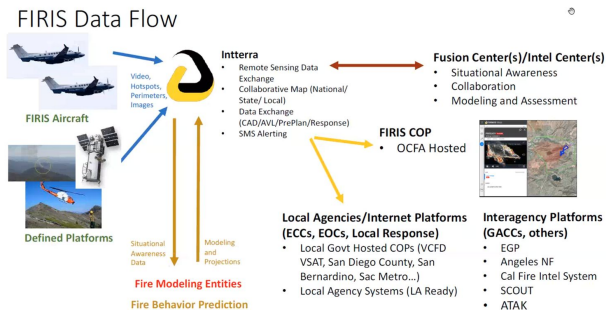 FIRIS Data Flow
Video,
Hotspots,
Perimeters,
Images
FIRIS Aircraft
Defined Platforms
Intterra
• Remote Sensing Data
Exchange
• Collaborative Map (National/
State/ Local)
• Data Exchange
(CAD/AVL/PrePlan/Response)
• SMS Alerting
Fusion Center(s)/Intel Center(s)
• Situational Awareness
• Collaboration
• Modeling and Assessment
FIRIS COP
• OCFA Hosted
Situational
Awareness
Data
Modeling
and
Projections
Fire Modeling Entities
Fire Behavior Prediction
Local Agencies/Internet Platforms
(ECCs, EOCs, Local Response)
• Local Govt Hosted COPs (VCFD
VSAT, San Diego County, San
Bernardino, Sac Metro…)
• Local Agency Systems (LA Ready)
Interagency Platforms
(GACCs, others)
• EGP
• Angeles NF
• Cal Fire Intel System
• SCOUT
• ATAK